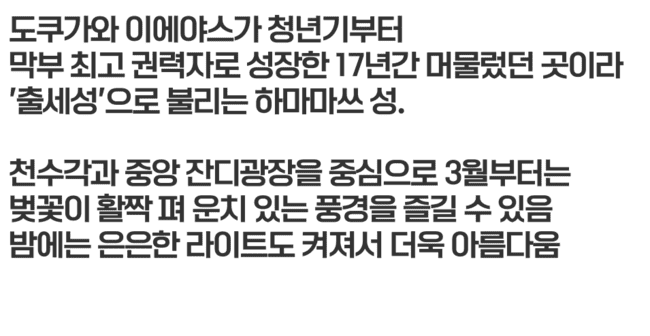 도쿠가와 이에야스가 청년기부터
막부 최고 권력자로 성장한 17년간 머물렀던 곳이라
'출세성'으로 불리는 하마마쓰 성.
천수각과 중앙 잔디광장을 중심으로 3월부터는
벚꽃이 활짝 펴 운치 있는 풍경을 즐길 수 있음
밤에는 은은한 라이트도 켜져서 더욱 아름다움